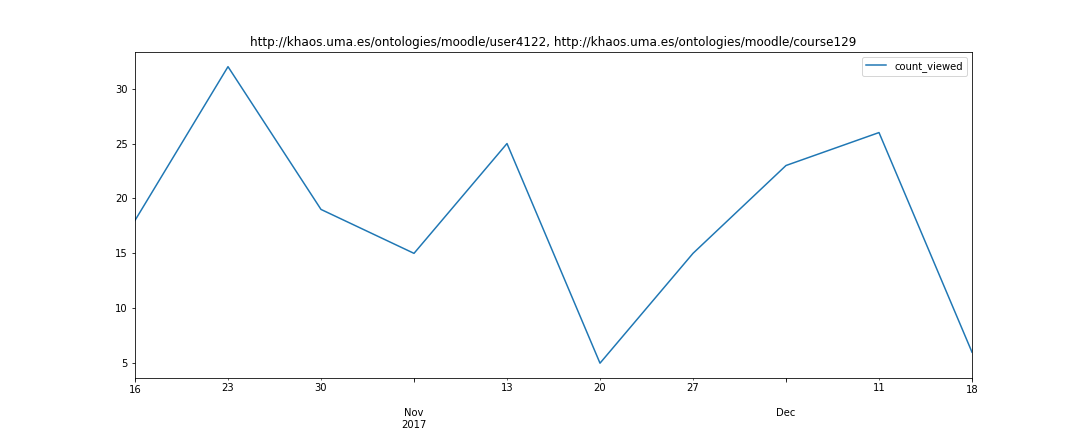 http://khaos.uma.es/ontologies/moodle/user4122, http://khaos.uma.es/ontologies/moodle/course129
count_viewed
30
25
20
15
10
5
16 23 30 13 20 27 11 18
Nov Dec
2017